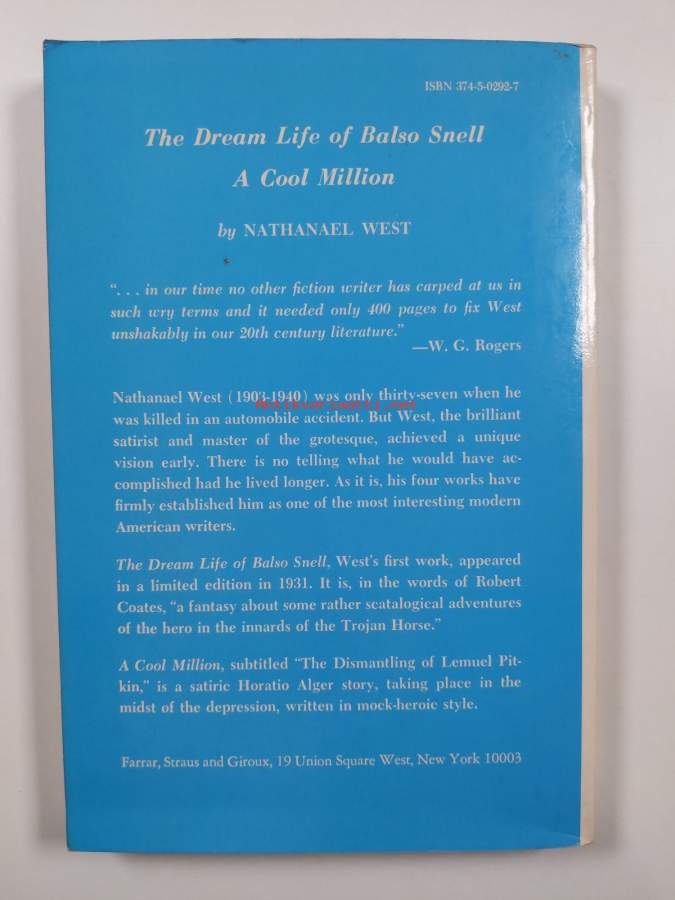 ISBN 374-5-0292-7
The Dream Life of Balso Snell
A Cool Million
by NATHANAEL WEST
“. . . in our time no other fiction writer has carped at us in
such wry terms and it needed only 400 pages to fix West
unshakably in our 20th century literature.”
—W. G. Rogers
Nathanael West (1903-1940) was only thirty-seven when he
Antikvariaatti.net
was killed in an automobile accident. But West, the brilliant
satirist and master of the grotesque, achieved a unique
vision early. There is no telling what he would have ac-
complished had he lived longer. As it is, his four works have
firmly established him as one of the most interesting modern
American writers.
The Dream Life of Balso Snell, West's first work, appeared
in a limited edition in 1931. It is, in the words of Robert
Coates, “a fantasy about some rather scatalogical adventures
of the hero in the innards of the Trojan Horse.”
A Cool Million, subtitled “The Dismantling of Lemuel Pit-
kin,” is a satiric Horatio Alger story, taking place in the
midst of the depression, written in mock-heroic style.
Farrar, Straus and Giroux, 19 Union Square West, New York 10003